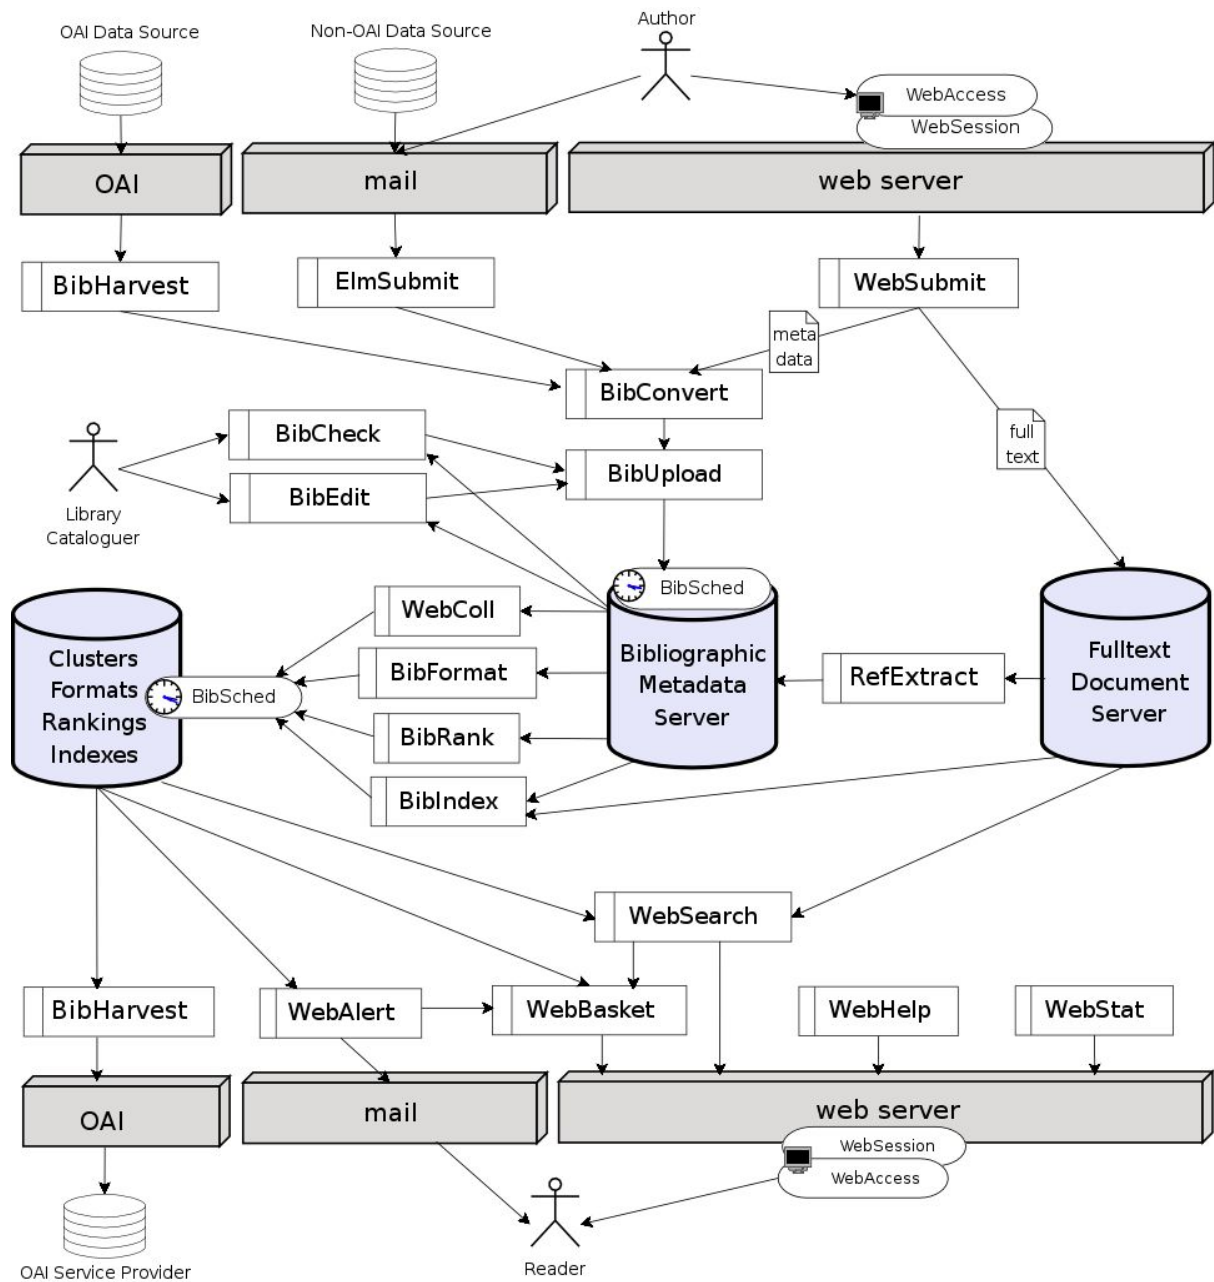 Author
OAI Data Source
Non-OAI Data Source
WebAccess
WebSession
OAI
mail
web server
BibHarvest
ElmSubmit
WebSubmit
meta
data
BibConvert
BibCheck
full
text
BibUpload
BibEdit
Library
Cataloguer
BibSched
WebColl
Clusters
Formats
Rankings
Indexes
BibSched
BibFormat
BibRank
BibIndex
Bibliographic
Metadata
Server
RefExtract
Fulltext
Document
Server
WebSearch
BibHarvest
WebAlert
WebBasket
WebHelp
WebStat
OAI
mail
web server
WebSession
WebAccess
Reader
OAI Service Provider